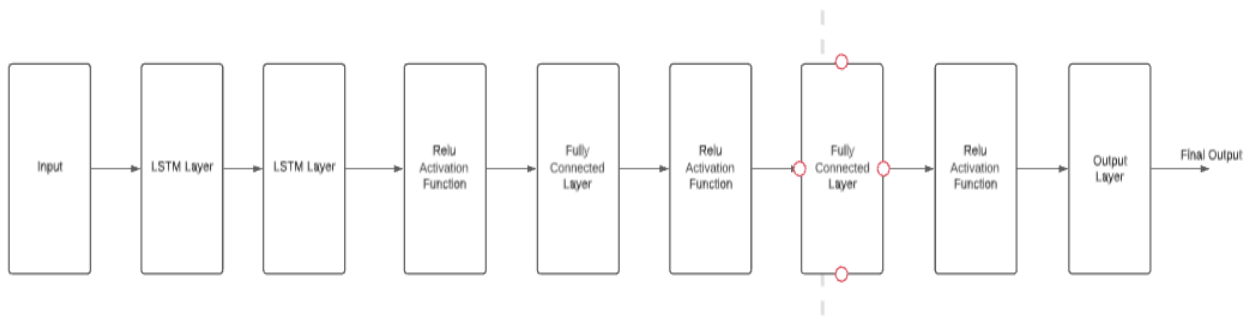 Input
LSTM Layer
LSTM Layer
Relu
Activation
Function
Fully
Connected
Layer
Relu
Activation
Function
Fully
Connected
Layer
Relu
Activation
Function
Output
Layer
Final Output